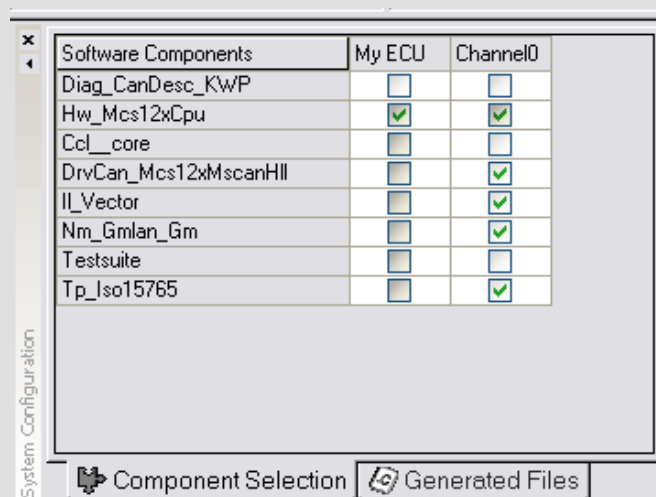 Software Components My ECU Channel0
Diag_CanDesc_KWP
Hw_Mcs12xCpu
Ccl__core
DrvCan_Mcs12xMscanHll
Il_Vector
Nm_Gmlan_Gm
Testsuite
Tp_Iso15765
System Configuration
Component Selection Generated Files